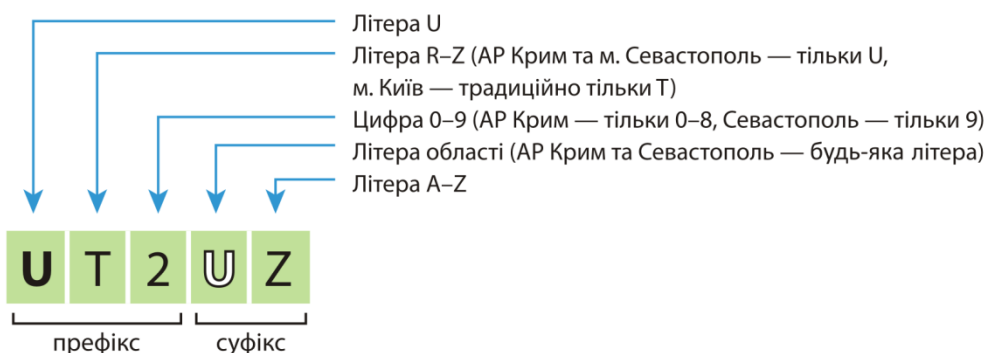 Літера U
Літера R–Z (АР Крим та м. Севастополь — тільки U,
м. Київ — традиційно тільки T)
Цифра 0–9 (АР Крим — тільки 0–8, Севастополь — тільки 9)
Літера області (АР Крим та Севастополь — будь-яка літера)
Літера A–Z
U T 2 U Z
префікс суфікс